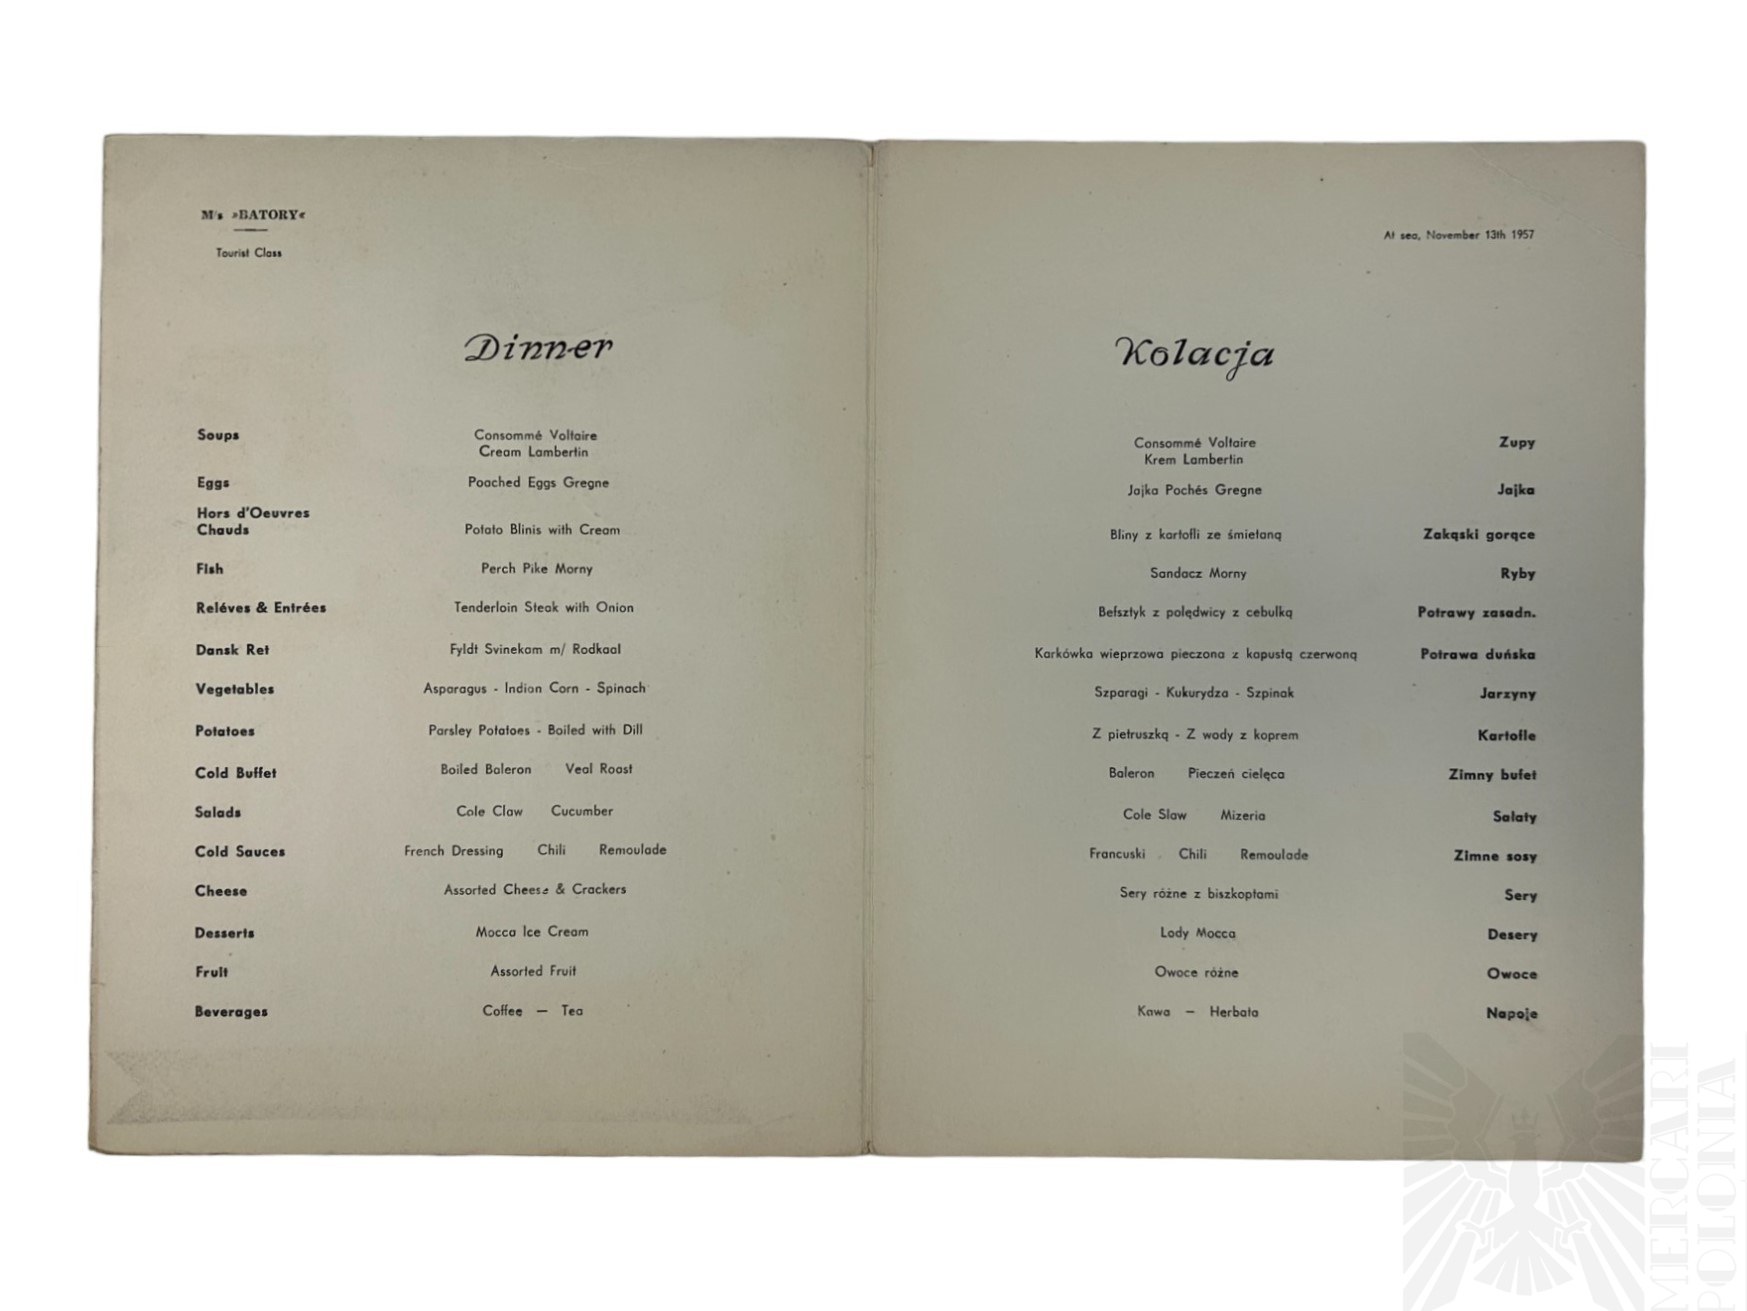 M/s »BATORY«
Tourist Class
Dinner
Soups Consommé Voltaire
Cream Lambertin
Eggs Poached Eggs Gregne
Hors d'Oeuvres
Chauds Potato Blinis with Cream
Fish Perch Pike Morny
Reléves & Entrées Tenderloin Steak with Onion
Dansk Ret Fyldt Svinekam m/ Rodkaal
Vegetables Asparagus - Indian Corn - Spinach
Potatoes Parsley Potatoes - Boiled with Dill
Cold Buffet Boiled Baleron Veal Roast
Salads Cole Claw Cucumber
Cold Sauces French Dressing Chili Remoulade
Cheese Assorted Cheese & Crackers
Desserts Mocca Ice Cream
Fruit Assorted Fruit
Beverages Coffee — Tea
At sea, November 13th 1957
Kolacja
Consommé Voltaire Zupy
Krem Lambertin
Jajka Pochés Gregne Jajka
Bliny z kartofli ze śmietaną Zakąski gorące
Sandacz Morny Ryby
Befsztyk z polędwicy z cebulką Potrawy zasadn.
Karkówka wieprzowa pieczona z kapustą czerwoną Potrawa duńska
Szparagi - Kukurydza - Szpinak Jarzyny
Z pietruszką - Z wody z koprem Kartofle
Baleron Pieczeń cielęca Zimny bufet
Cole Slaw Mizeria Sałaty
Francuski Chili Remoulade Zimne sosy
Sery różne z biszkoptami Sery
Lody Mocca Desery
Owoce różne Owoce
Kawa — Herbata Napoje
MERCARI
POLONIA